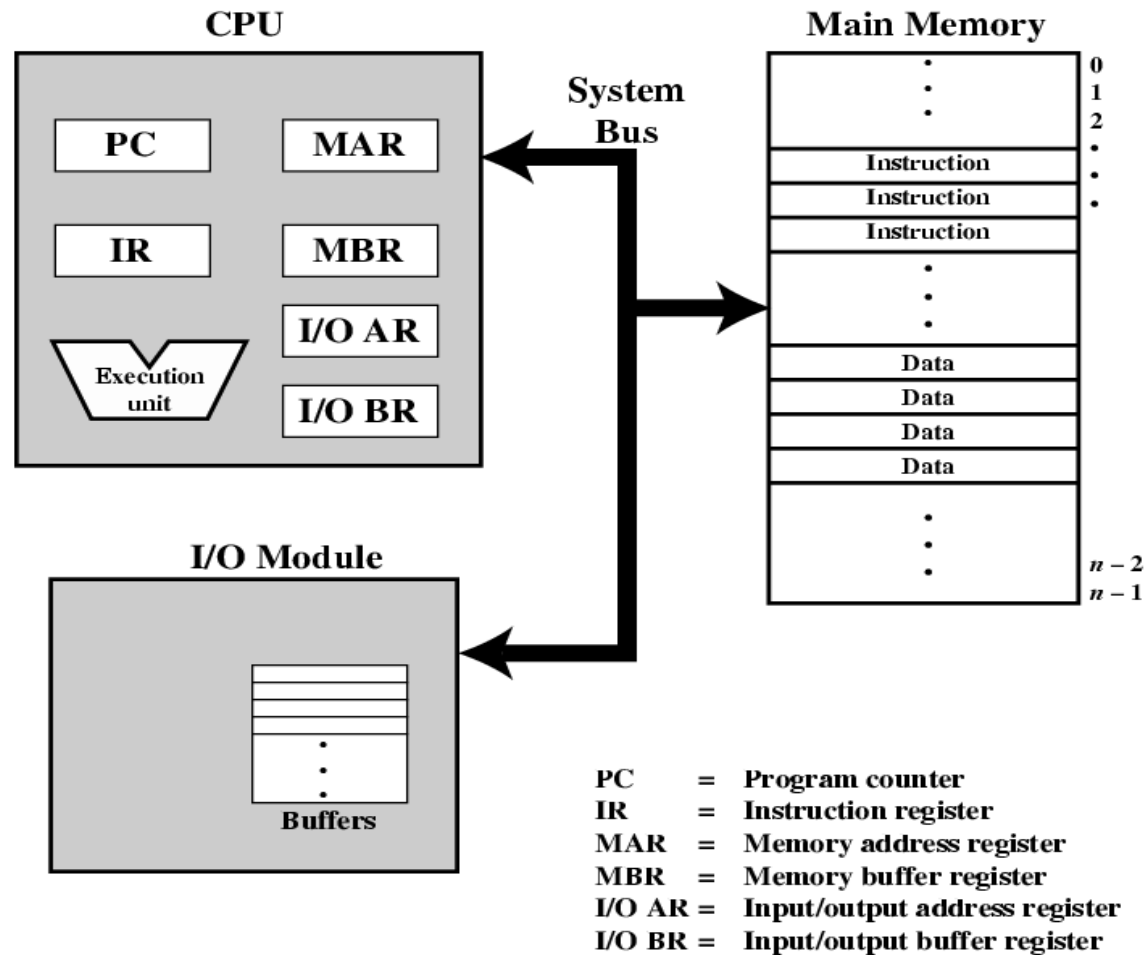 CPU
System
Bus
Main Memory
PC
MAR
IR
MBR
I/O AR
I/O BR
Execution
unit
0
1
2
Instruction
Instruction
Instruction
Data
Data
Data
Data
n – 2
n – 1
I/O Module
Buffers
PC = Program counter
IR = Instruction register
MAR = Memory address register
MBR = Memory buffer register
I/O AR = Input/output address register
I/O BR = Input/output buffer register